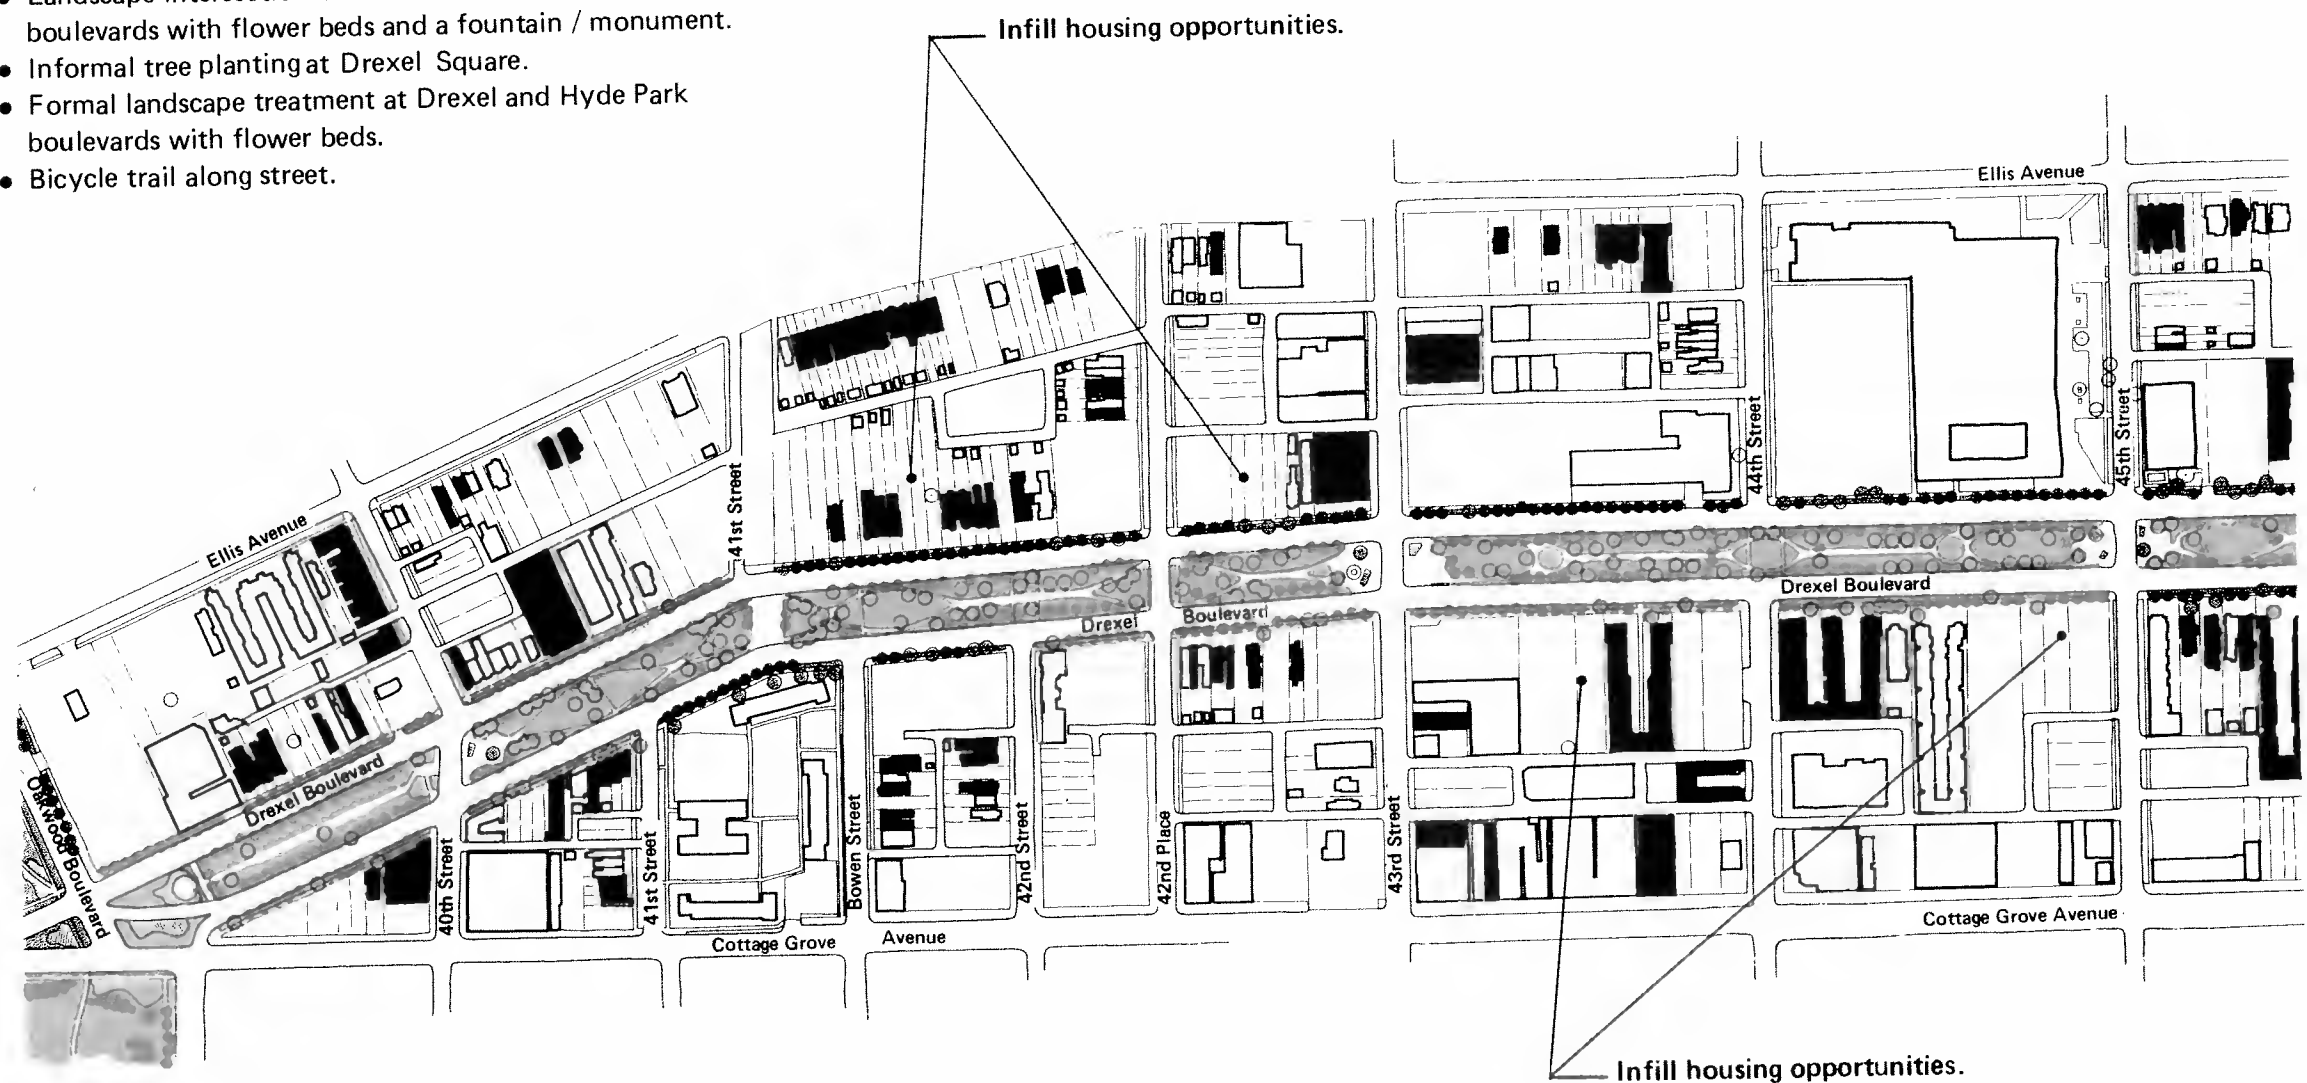 boulevards with flower beds and a fountain / monument.
• Informal tree planting at Drexel Square.
• Formal landscape treatment at Drexel and Hyde Park
boulevards with flower beds.
• Bicycle trail along street.
Infill housing opportunities.
Ellis Avenue
Ellis Avenue
41st Street
44th Street
45th Street
Drexel Boulevard
Drexel Boulevard
Drexel Boulevard
Oakwood Boulevard
40th Street
41st Street
Bowen Street
42nd Street
42nd Place
43rd Street
Cottage Grove Avenue
Cottage Grove Avenue
Infill housing opportunities.